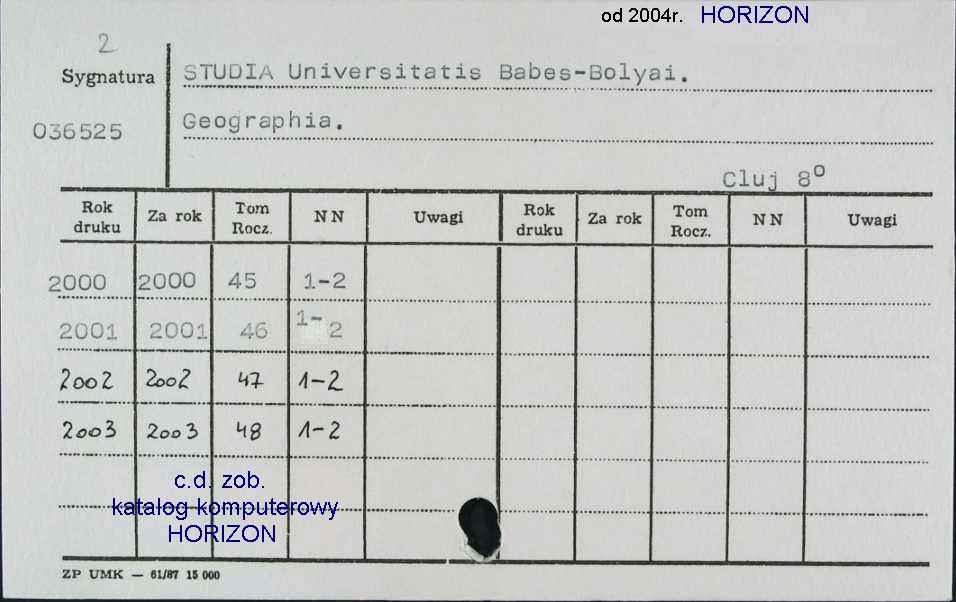 od 2004r. HORIZON
2
Sygnatura
STUDIA Universitatis Babes-Bolyai.
036525
Geographia.
Cluj 8⁰
Rok druku Za rok Tom Rocz. N N Uwagi Rok druku Za rok Tom Rocz. N N Uwagi
2000 2000 45 1-2
2001 2001 46 1-2
2002 2002 47 1-2
2003 2003 48 1-2
c.d. zob.
katalog komputerowy
HORIZON
ZP UMK — 61/87 15 000